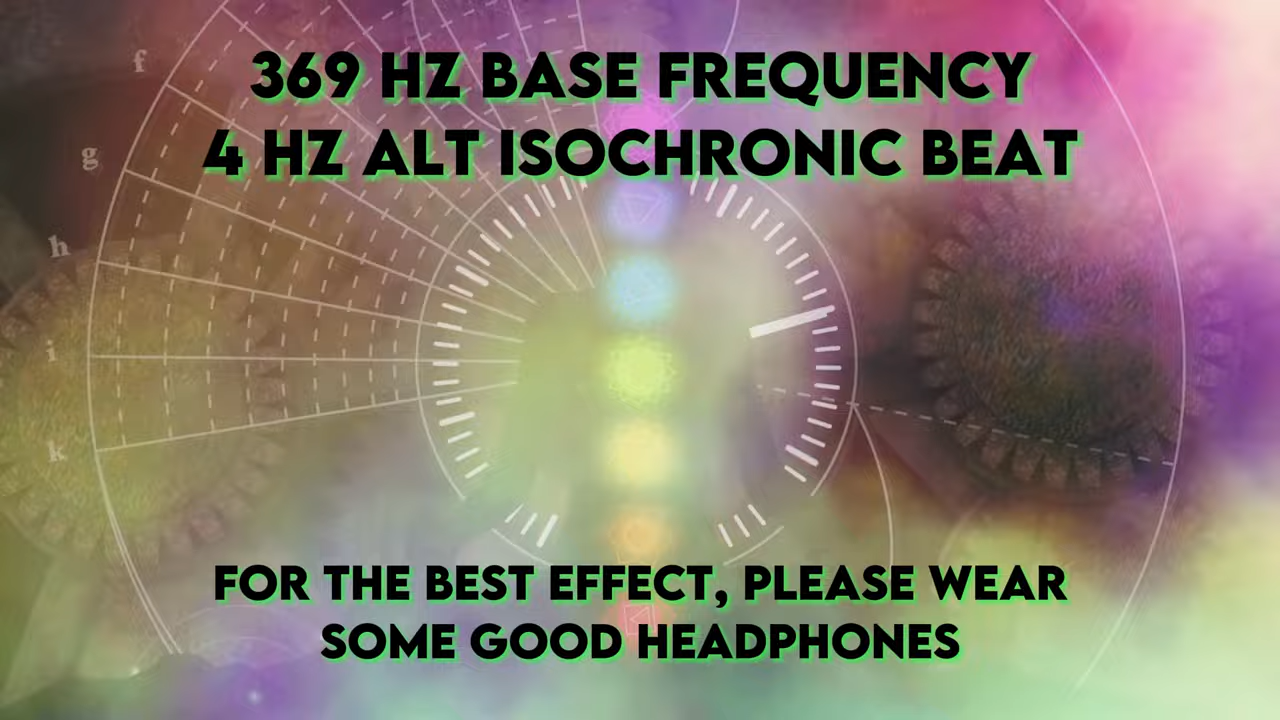 369 HZ BASE FREQUENCY
4 HZ ALT ISOCHRONIC BEAT
f
g
h
i
k
FOR THE BEST EFFECT, PLEASE WEAR
SOME GOOD HEADPHONES